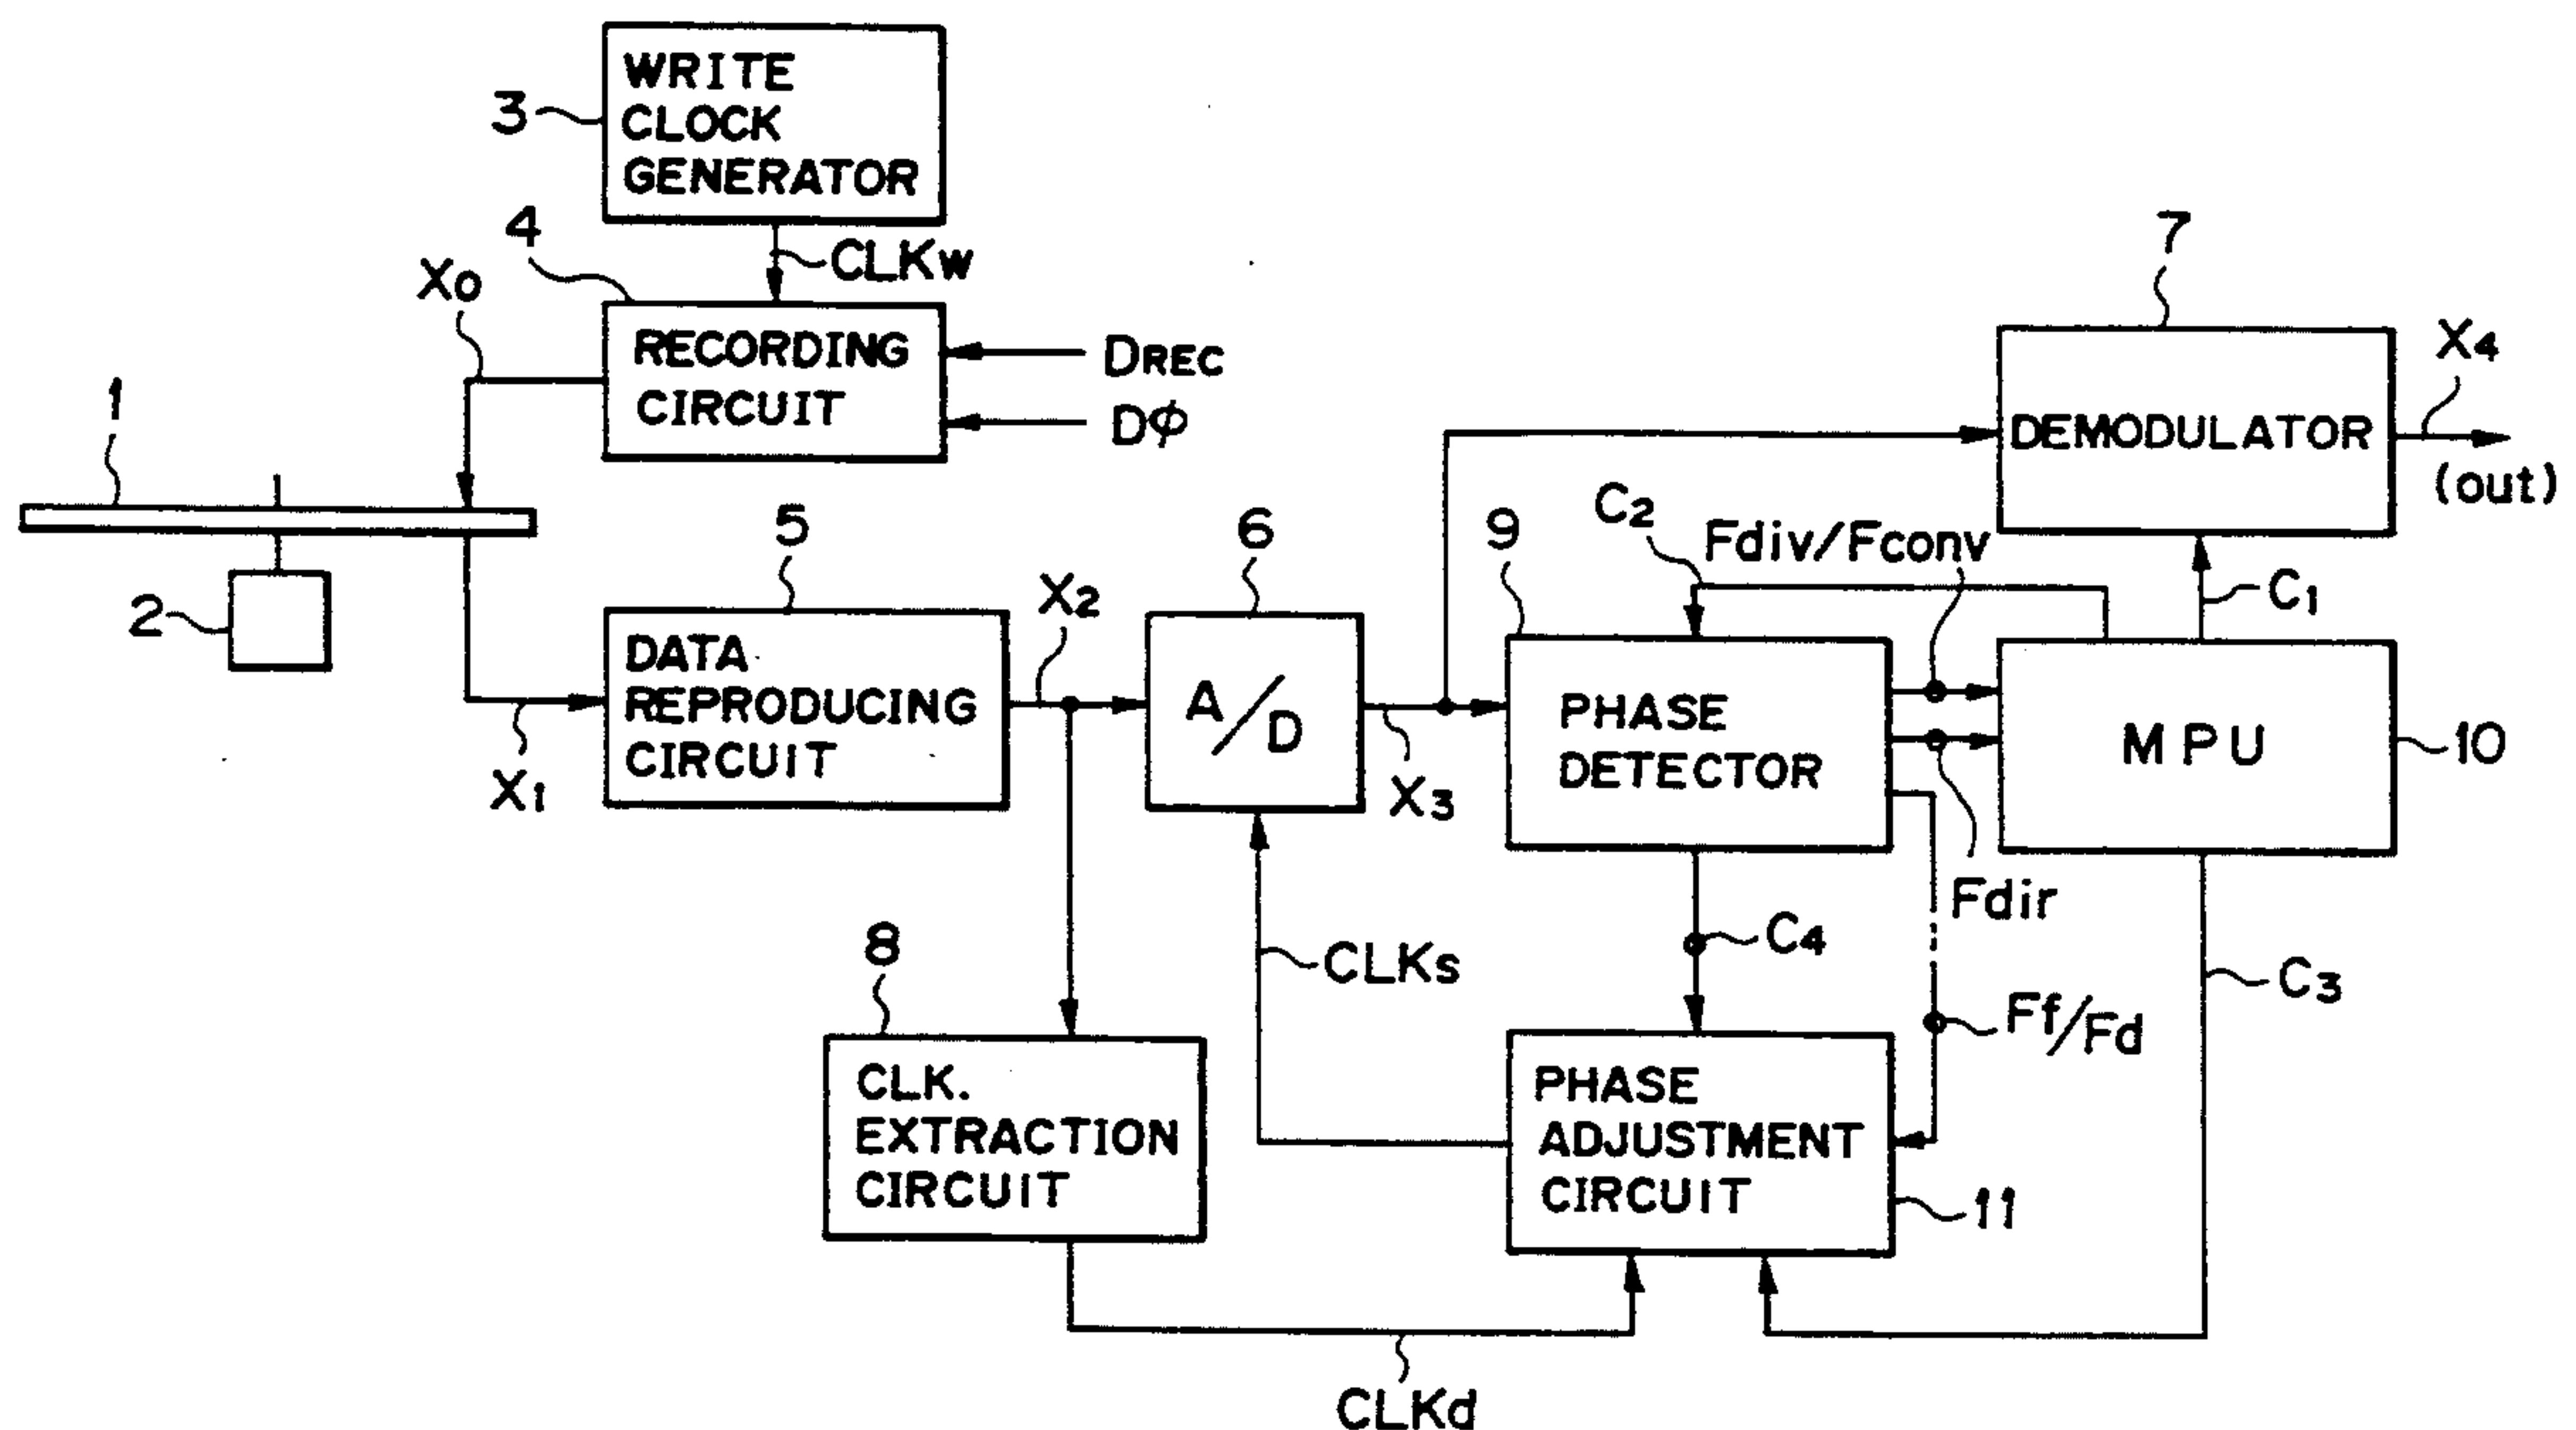 WRITE
CLOCK
GENERATOR
3
4
CLKw
X0
RECORDING
CIRCUIT
DREC
Dφ
1
2
5
DATA
REPRODUCING
CIRCUIT
X1
X2
6
A/D
X3
7
DEMODULATOR
X4
(out)
C2
Fdiv/Fconv
C1
9
PHASE
DETECTOR
MPU
10
Fdir
C4
CLKs
Ff/Fd
C3
8
CLK.
EXTRACTION
CIRCUIT
PHASE
ADJUSTMENT
CIRCUIT
11
CLKd